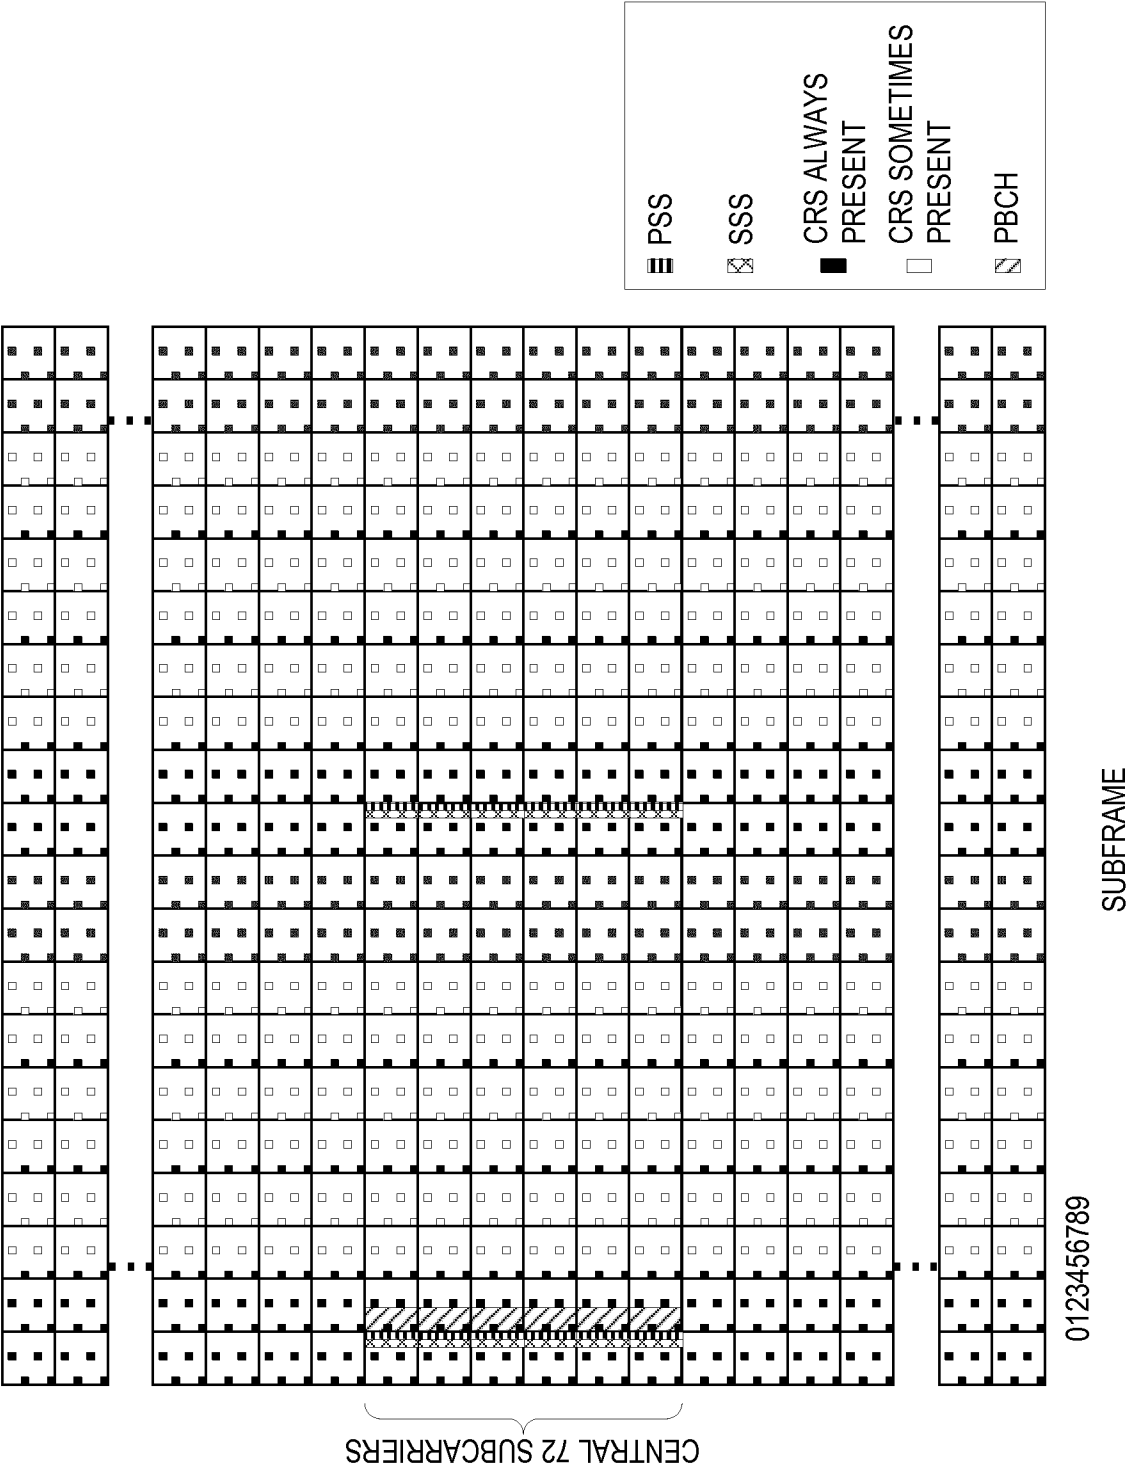 PSS
SSS
CRS ALWAYS
PRESENT
CRS SOMETIMES
PRESENT
PBCH
CENTRAL 72 SUBCARRIERS
0123456789
SUBFRAME